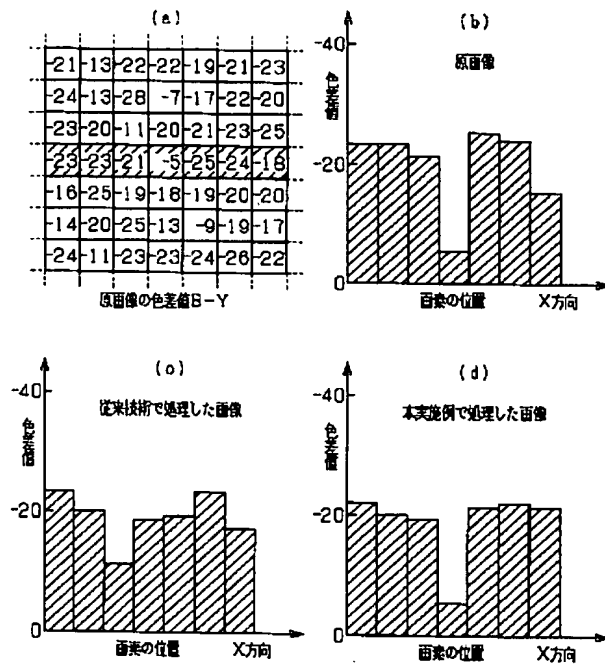 (a)
-21 -13 -22 -22 -19 -21 -23
-24 -13 -28 -7 -17 -22 -20
-23 -20 -11 -20 -21 -23 -25
-23 -23 -21 -5 -25 -24 -18
-16 -25 -19 -18 -19 -20 -20
-14 -20 -25 -13 -9 -19 -17
-24 -11 -23 -23 -24 -26 -22
原画像の色差値B-Y
(b)
原画像
-40
-20
0
色差値
画素の位置 X方向
(c)
従来技術で処理した画像
-40
-20
0
色差値
画素の位置 X方向
(d)
本実施例で処理した画像
-40
-20
0
色差値
画素の位置 X方向